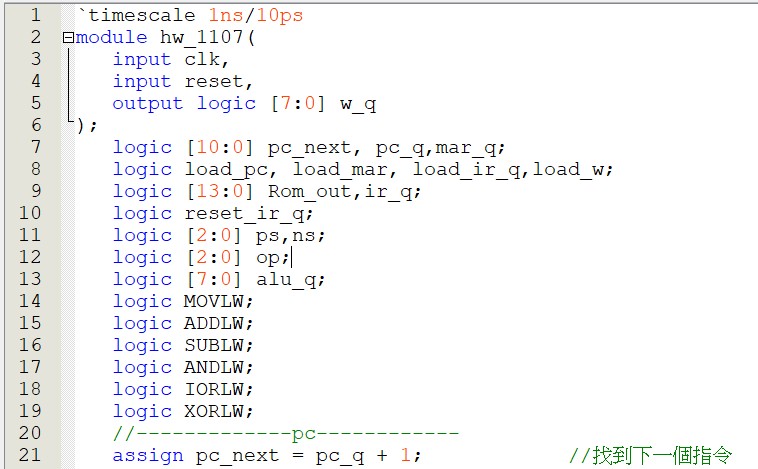 1 `timescale 1ns/10ps
2 module hw_1107(
3 input clk,
4 input reset,
5 output logic [7:0] w_q
6 );
7 logic [10:0] pc_next, pc_q,mar_q;
8 logic load_pc, load_mar, load_ir_q,load_w;
9 logic [13:0] Rom_out,ir_q;
10 logic reset_ir_q;
11 logic [2:0] ps,ns;
12 logic [2:0] op;
13 logic [7:0] alu_q;
14 logic MOVLW;
15 logic ADDLW;
16 logic SUBLW;
17 logic ANDLW;
18 logic IORLW;
19 logic XORLW;
20 //-------------pc------------
21 assign pc_next = pc_q + 1; //找到下一個指令